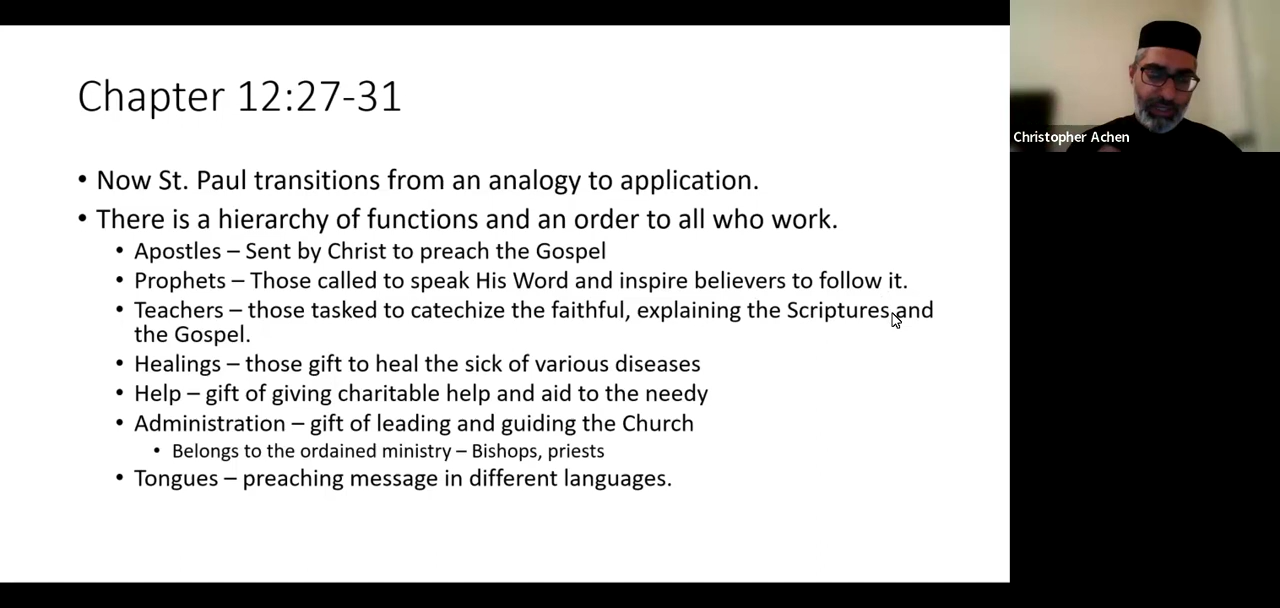 Chapter 12:27-31
• Now St. Paul transitions from an analogy to application.
• There is a hierarchy of functions and an order to all who work.
• Apostles – Sent by Christ to preach the Gospel
• Prophets – Those called to speak His Word and inspire believers to follow it.
• Teachers – those tasked to catechize the faithful, explaining the Scriptures and
the Gospel.
• Healings – those gift to heal the sick of various diseases
• Help – gift of giving charitable help and aid to the needy
• Administration – gift of leading and guiding the Church
• Belongs to the ordained ministry – Bishops, priests
• Tongues – preaching message in different languages.
Christopher Achen